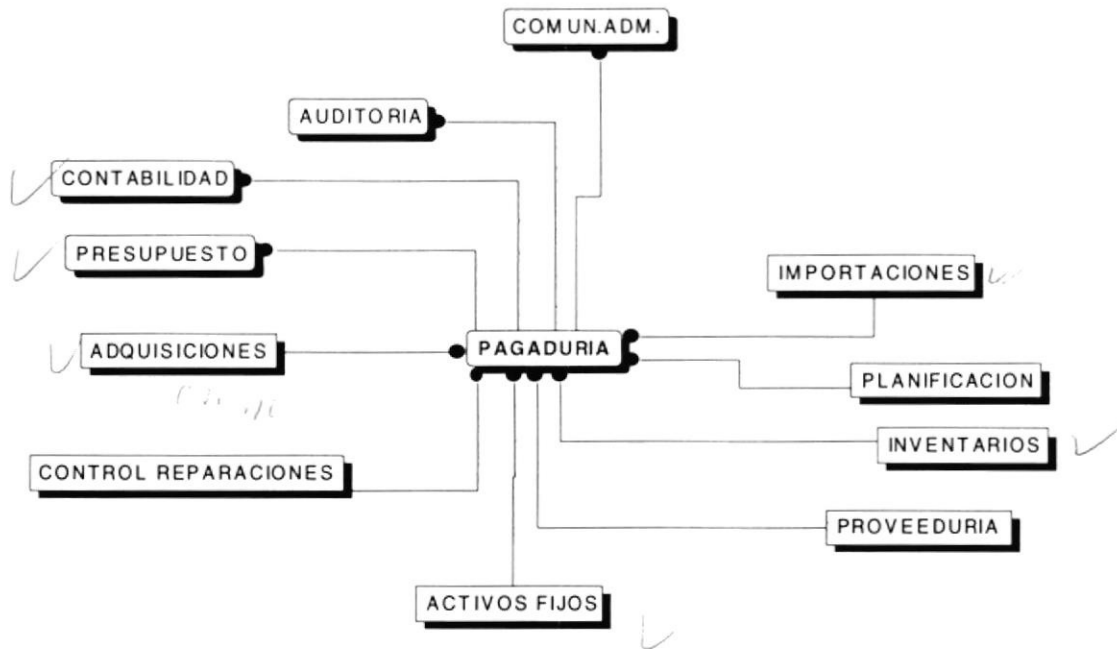 COMUN.ADM.
AUDITORIA
CONTABILIDAD
PRESUPUESTO
IMPORTACIONES
PAGADURIA
ADQUISICIONES
PLANIFICACION
INVENTARIOS
CONTROL REPARACIONES
PROVEEDURIA
ACTIVOS FIJOS